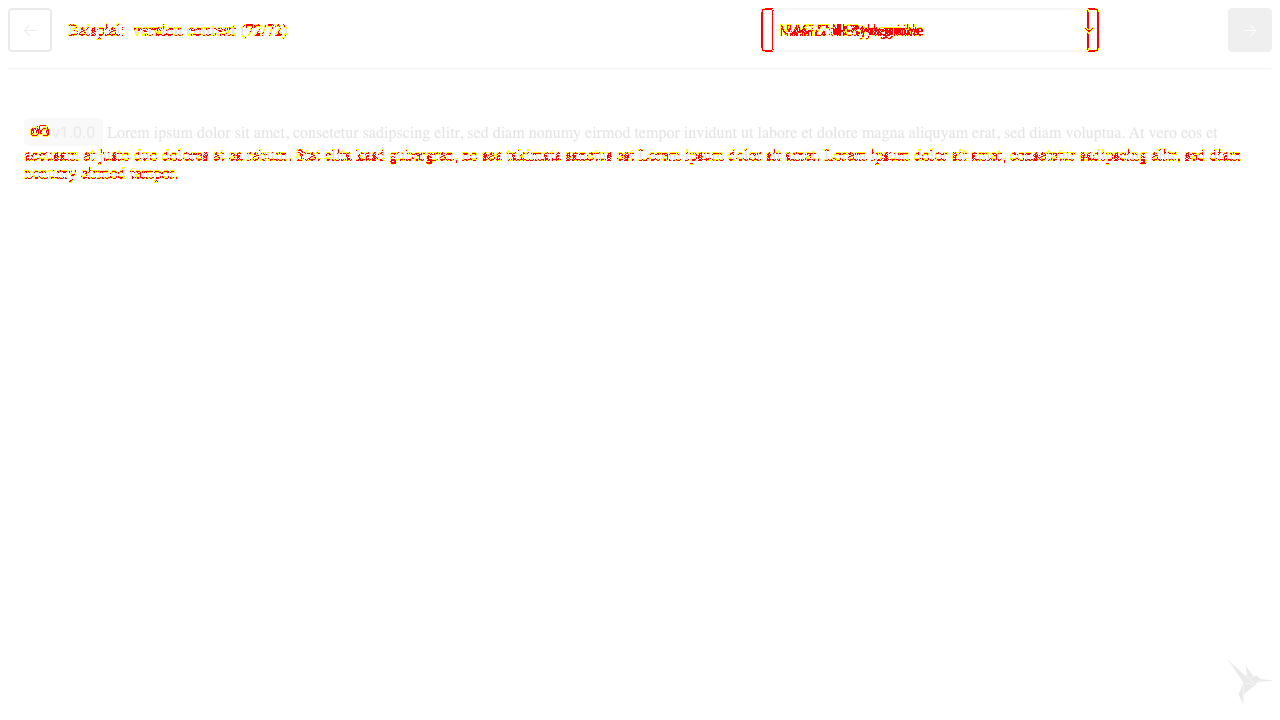 Beispiel: version context (72/72)
v1.0.0 Lorem ipsum dolor sit amet, consetetur sadipscing elitr, sed diam nonumy eirmod tempor invidunt ut labore et dolore magna aliquyam erat, sed diam voluptua. At vero eos et
accusam et justo duo dolores et ea rebum. Stet clita kasd gubergren, no sea takimata sanctus est Lorem ipsum dolor sit amet. Lorem ipsum dolor sit amet, consetetur sadipscing elitr, sed diam
nonumy eirmod tempor.